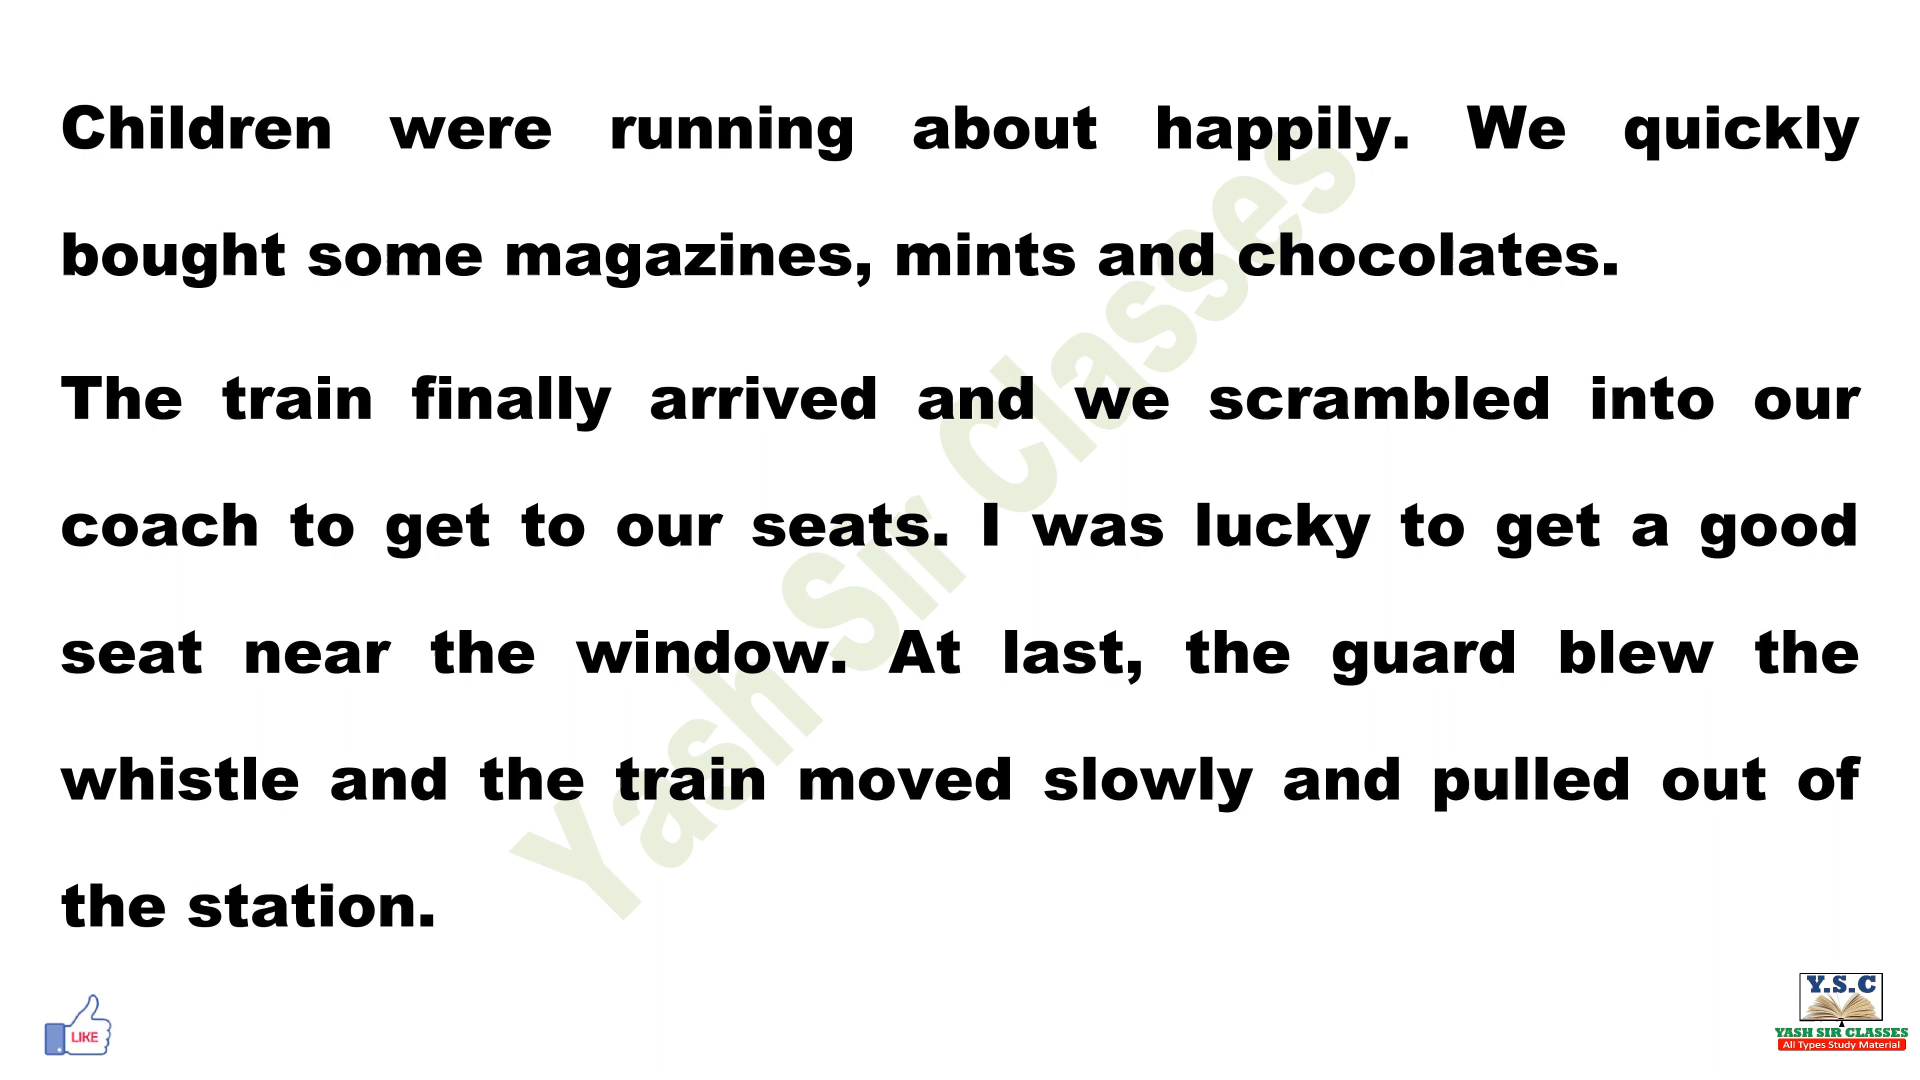 Children were running about happily. We quickly
bought some magazines, mints and chocolates.
The train finally arrived and we scrambled into our
coach to get to our seats. I was lucky to get a good
seat near the window. At last, the guard blew the
whistle and the train moved slowly and pulled out of
the station.
Yash Sir Classes
LIKE
Y.S.C
YASH SIR CLASSES
All Types Study Material